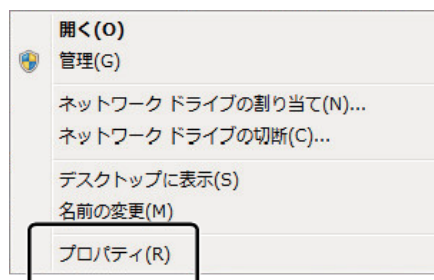 開く(O)
管理(G)
ネットワーク ドライブの割り当て(N)...
ネットワーク ドライブの切断(C)...
デスクトップに表示(S)
名前の変更(M)
プロパティ(R)